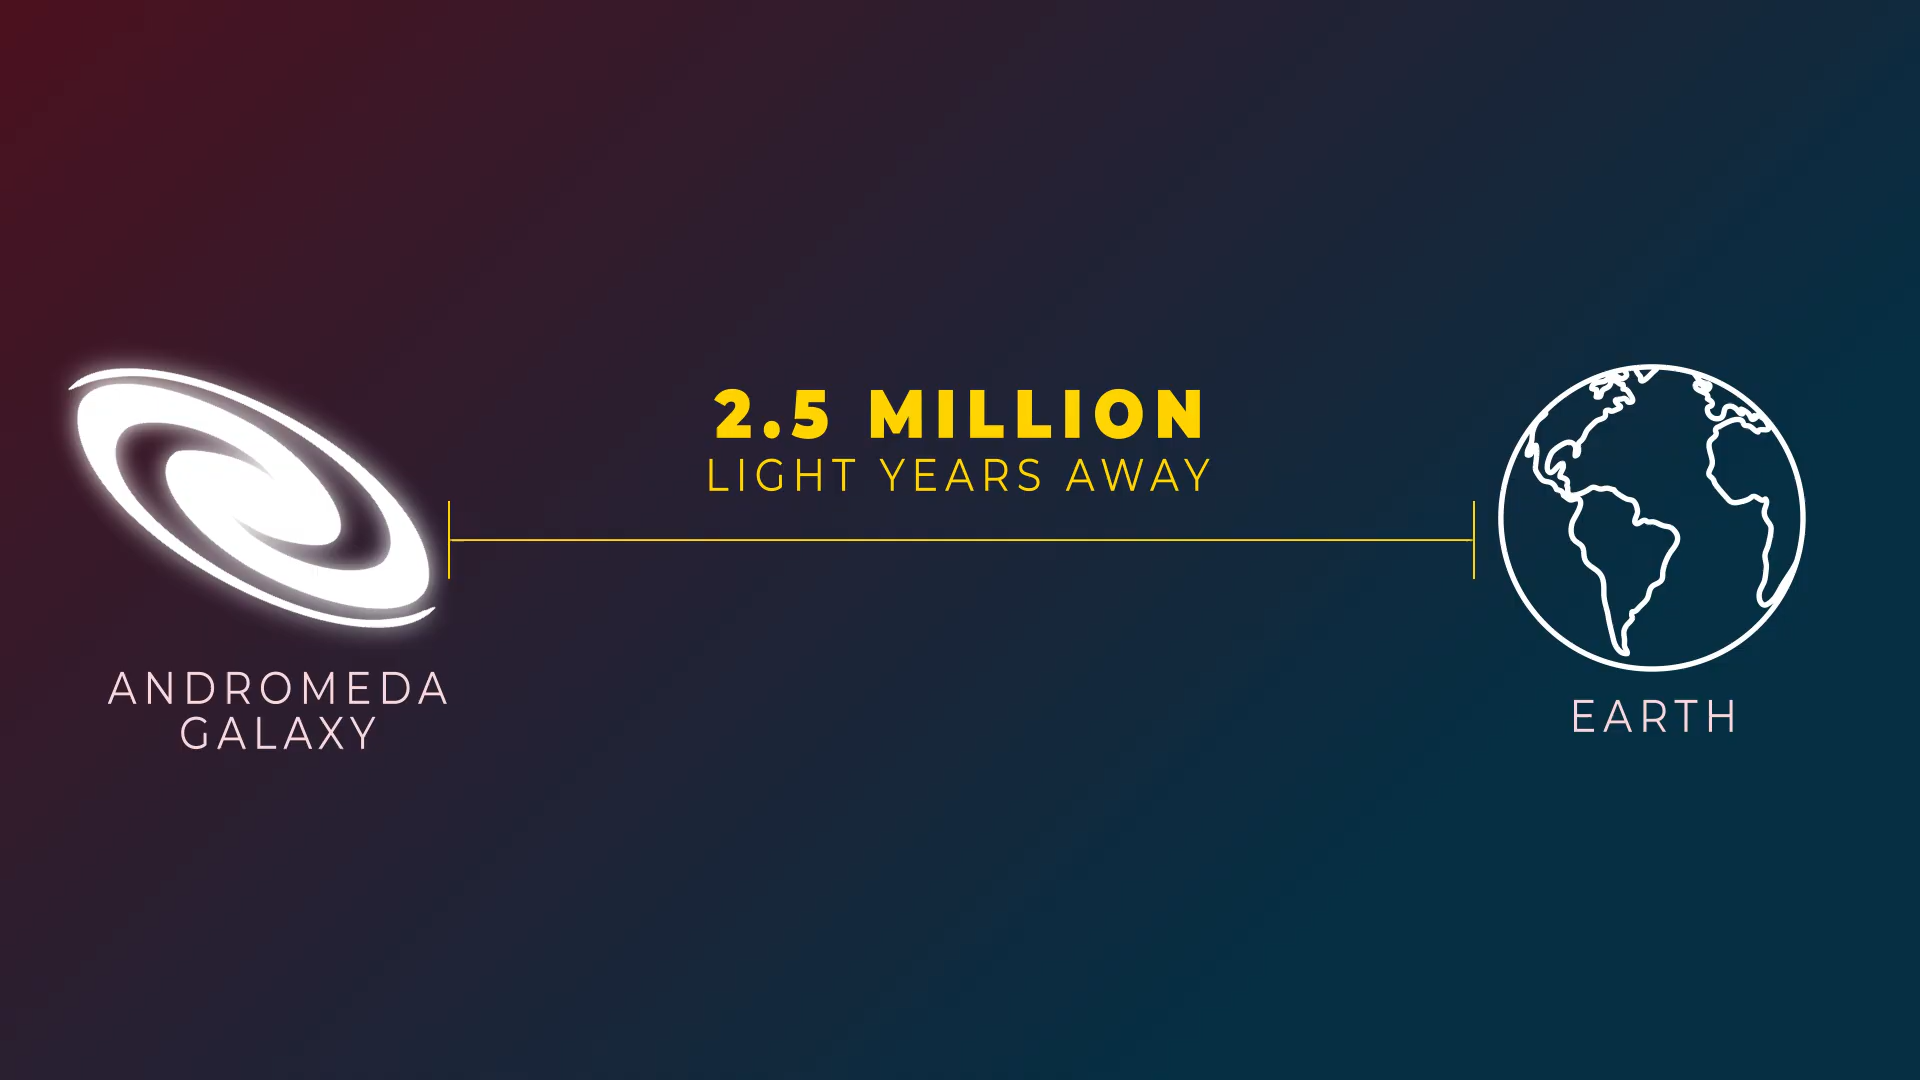 2.5 MILLION
LIGHT YEARS AWAY
ANDROMEDA
GALAXY
EARTH